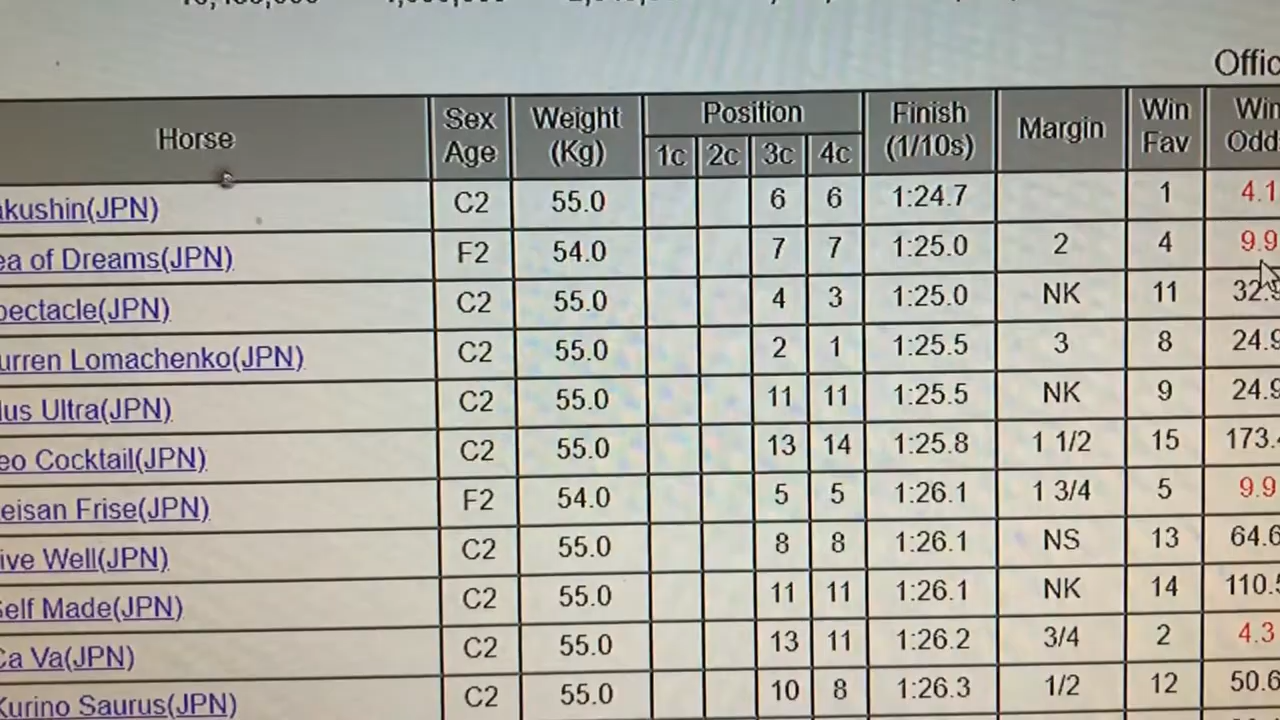 Horse Sex Age Weight (Kg) Position 1c 2c 3c 4c Finish (1/10s) Margin Win Fav
akushin(JPN) C2 55.0 6 6 1:24.7 1 4.1
ea of Dreams(JPN) F2 54.0 7 7 1:25.0 2 4 9.9
pectacle(JPN) C2 55.0 4 3 1:25.0 NK 11
urren Lomachenko(JPN) C2 55.0 2 1 1:25.5 3 8 24.9
lus Ultra(JPN) C2 55.0 11 11 1:25.5 NK 9 24.9
eo Cocktail(JPN) C2 55.0 13 14 1:25.8 1 1/2 15 173.
eisan Frise(JPN) F2 54.0 5 5 1:26.1 1 3/4 5 9.9
ive Well(JPN) C2 55.0 8 8 1:26.1 NS 13 64.6
Self Made(JPN) C2 55.0 11 11 1:26.1 NK 14 110.
Ca Va(JPN) C2 55.0 13 11 1:26.2 3/4 2 4.3
Kurino Saurus(JPN) C2 55.0 10 8 1:26.3 1/2 12 50.6